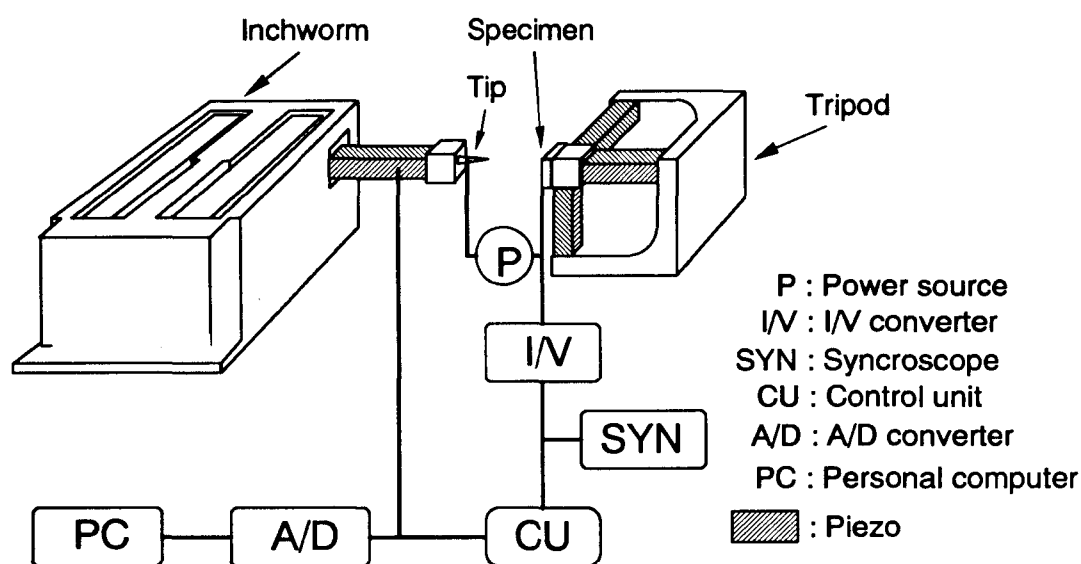 Inchworm
Specimen
Tip
Tripod
P
P : Power source
I/V : I/V converter
I/V
SYN : Syncroscope
CU : Control unit
SYN
A/D : A/D converter
PC : Personal computer
PC
A/D
CU
: Piezo